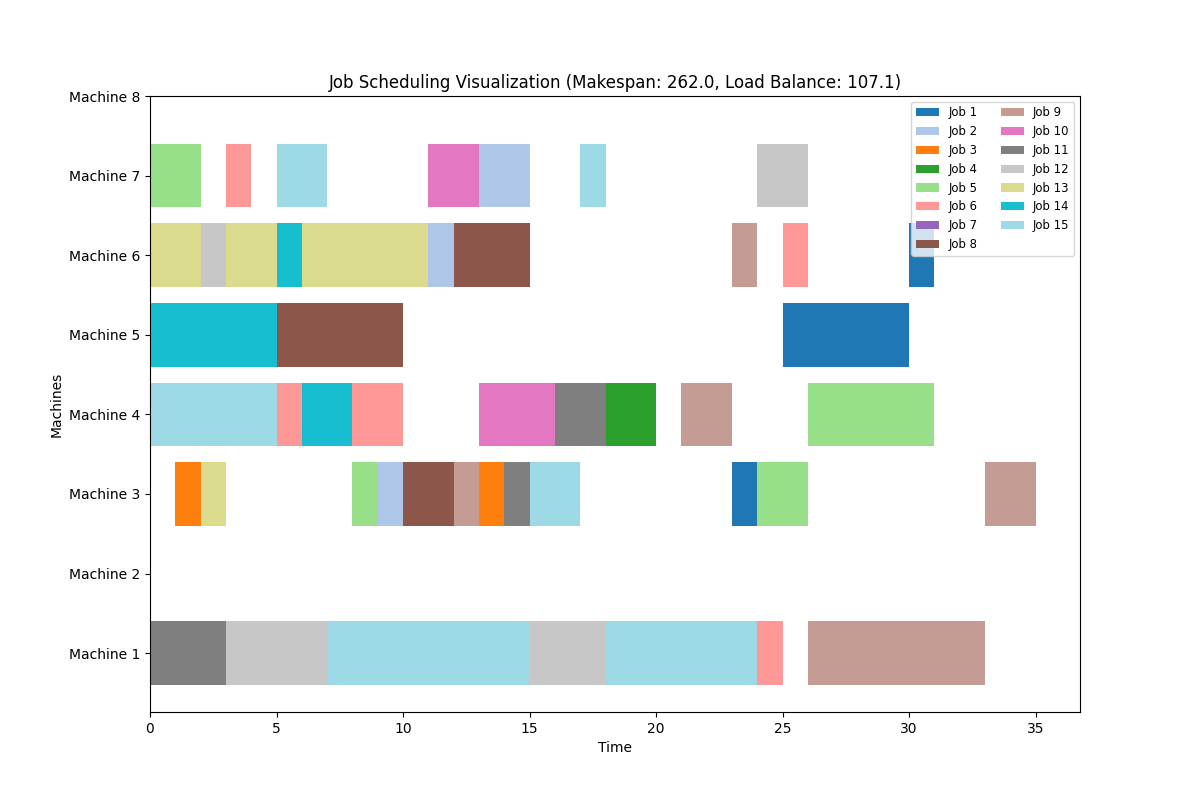 Job Scheduling Visualization (Makespan: 262.0, Load Balance: 107.1)
Machine 8
Machine 7
Machine 6
Machine 5
Machine 4
Machine 3
Machine 2
Machine 1
Machines
0 5 10 15 20 25 30 35
Time
Job 1
Job 2
Job 3
Job 4
Job 5
Job 6
Job 7
Job 8
Job 9
Job 10
Job 11
Job 12
Job 13
Job 14
Job 15